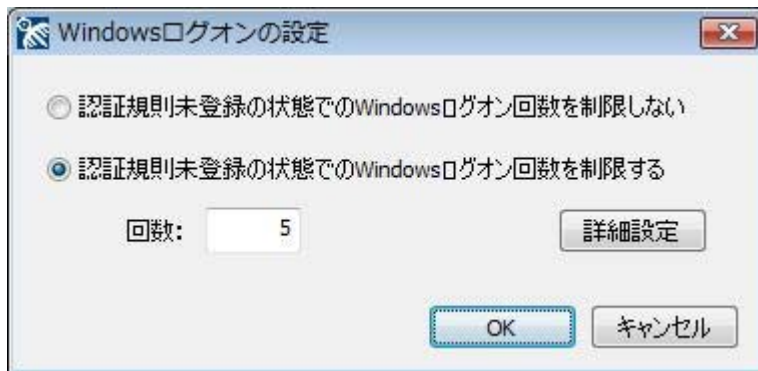 Windowsログオンの設定
認証規則未登録の状態でのWindowsログオン回数を制限しない
認証規則未登録の状態でのWindowsログオン回数を制限する
回数: 5 詳細設定
OK キャンセル